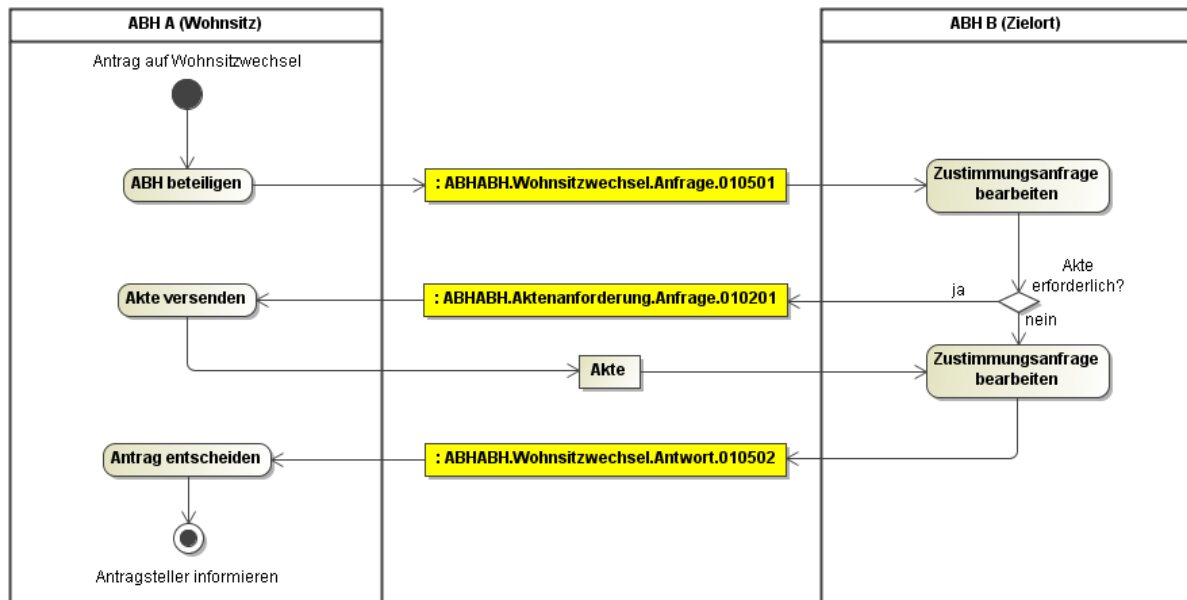 ABH A (Wohnsitz)
ABH B (Zielort)
Antrag auf Wohnsitzwechsel
ABH beteiligen
: ABHABH.Wohnsitzwechsel.Anfrage.010501
Zustimmungsanfrage
bearbeiten
Akte
erforderlich?
Akte versenden
: ABHABH.Aktenanforderung.Anfrage.010201
ja
nein
Akte
Zustimmungsanfrage
bearbeiten
Antrag entscheiden
: ABHABH.Wohnsitzwechsel.Antwort.010502
Antragsteller informieren